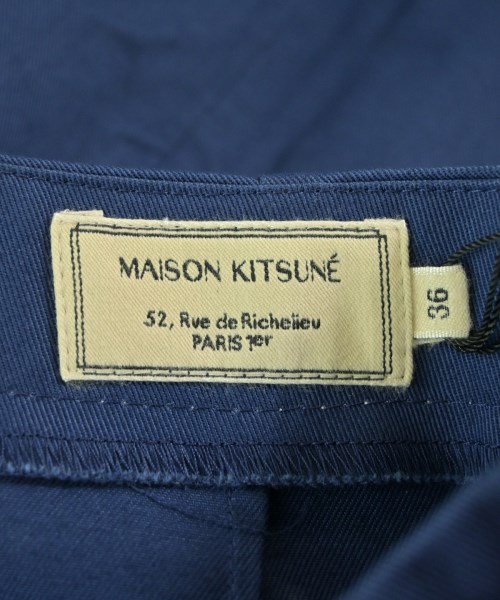 MAISON KITSUNÉ
52, Rue de Richelieu
PARIS 1er
36